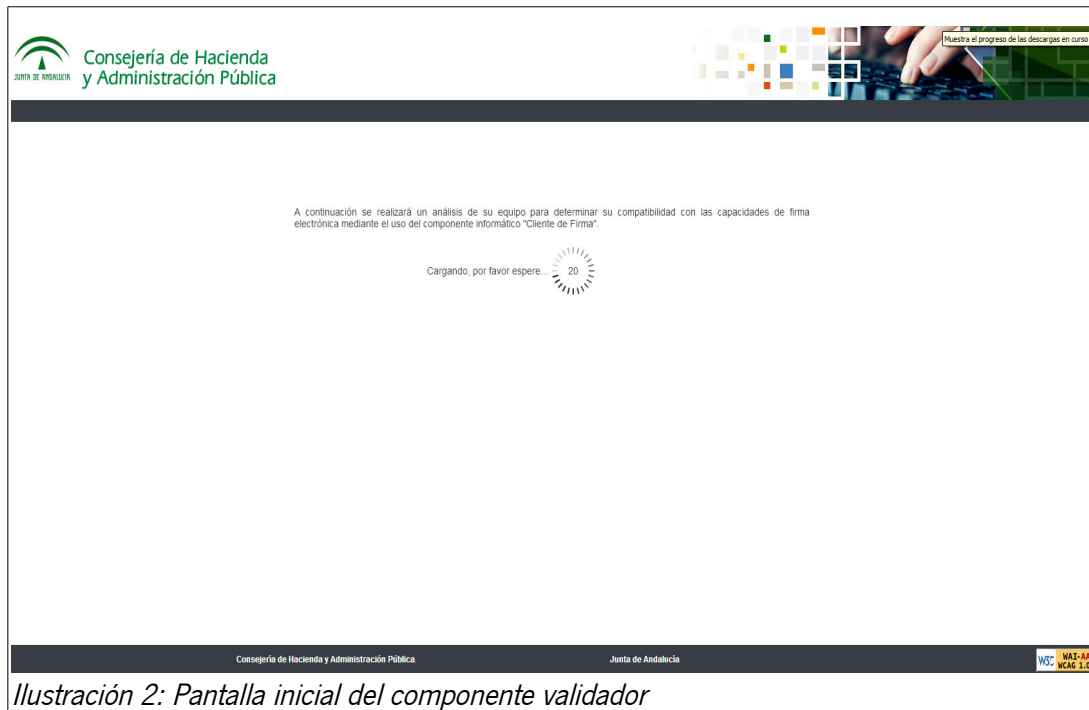 JUNTA DE ANDALUCIA
Consejería de Hacienda
y Administración Pública
Muestra el progreso de las descargas en curso
A continuación se realizará un análisis de su equipo para determinar su compatibilidad con las capacidades de firma
electrónica mediante el uso del componente informático "Cliente de Firma".
Cargando, por favor espere...
20
Consejería de Hacienda y Administración Pública.
Junta de Andalucía
W3C WAI-AA
WCAG 1.0
Ilustración 2: Pantalla inicial del componente validador